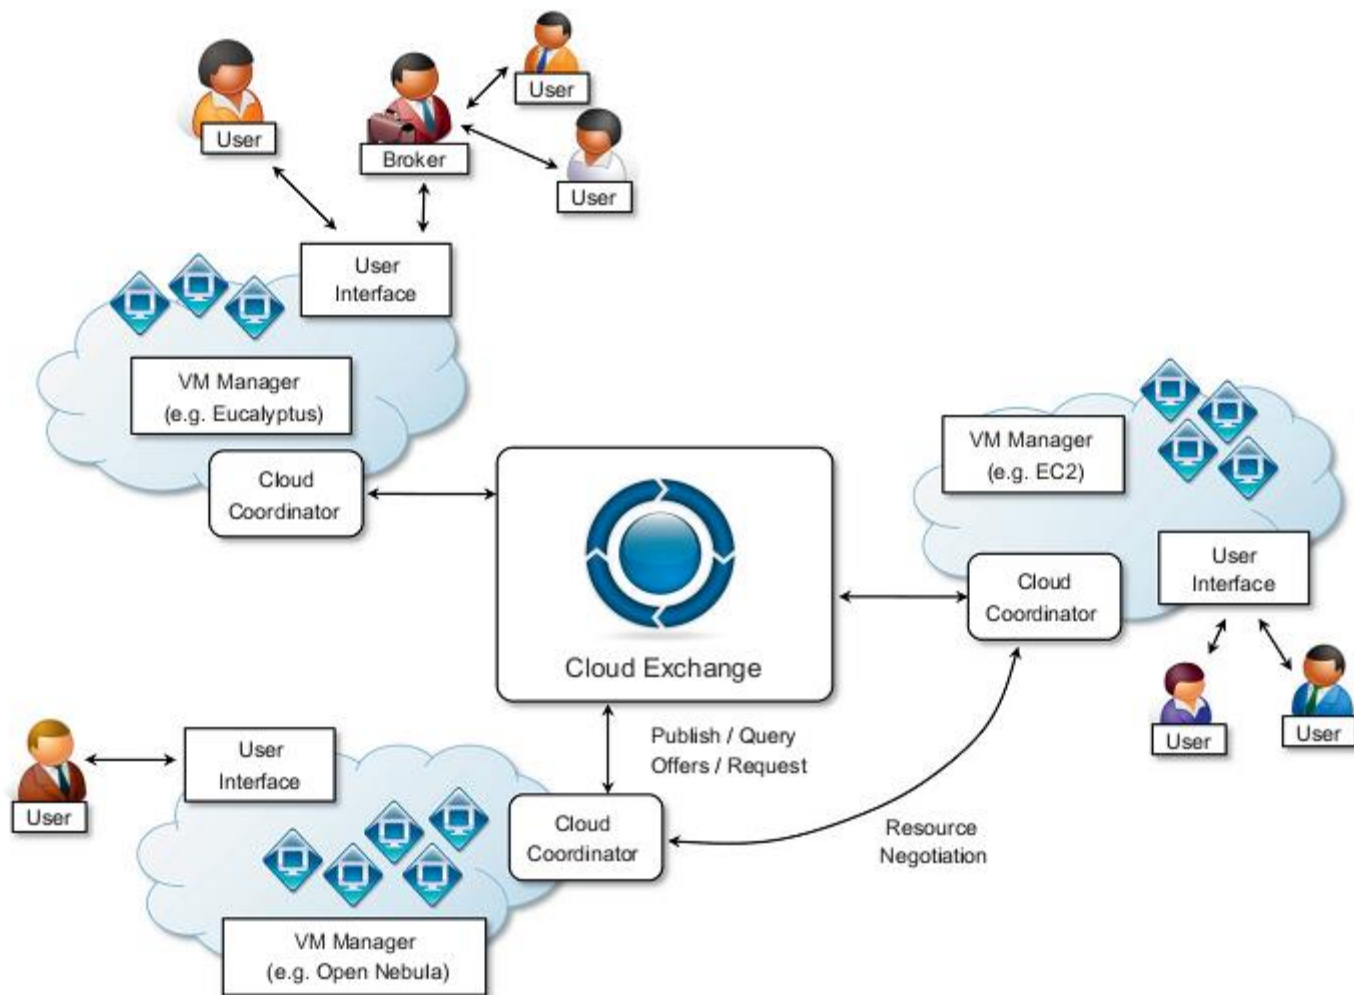 User
Broker
User
User
User
Interface
VM Manager
(e.g. Eucalyptus)
Cloud
Coordinator
Cloud Exchange
VM Manager
(e.g. EC2)
User
Interface
Cloud
Coordinator
User
User
Publish / Query
Offers / Request
User
Interface
User
Cloud
Coordinator
Resource
Negotiation
VM Manager
(e.g. Open Nebula)